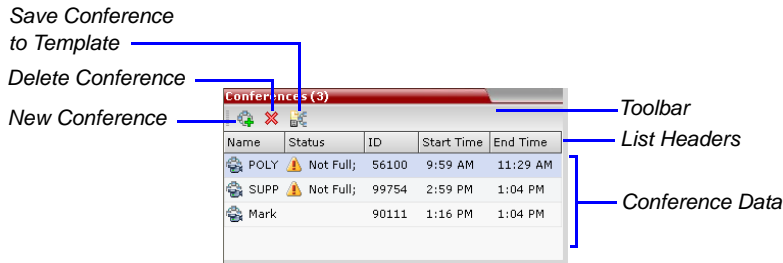 Save Conference
to Template
Delete Conference
New Conference
Conferences (3)
Toolbar
List Headers
Name Status ID Start Time End Time
POLY Not Full; 56100 9:59 AM 11:29 AM
SUPP Not Full; 99754 2:59 PM 1:04 PM
Mark 90111 1:16 PM 1:04 PM
Conference Data